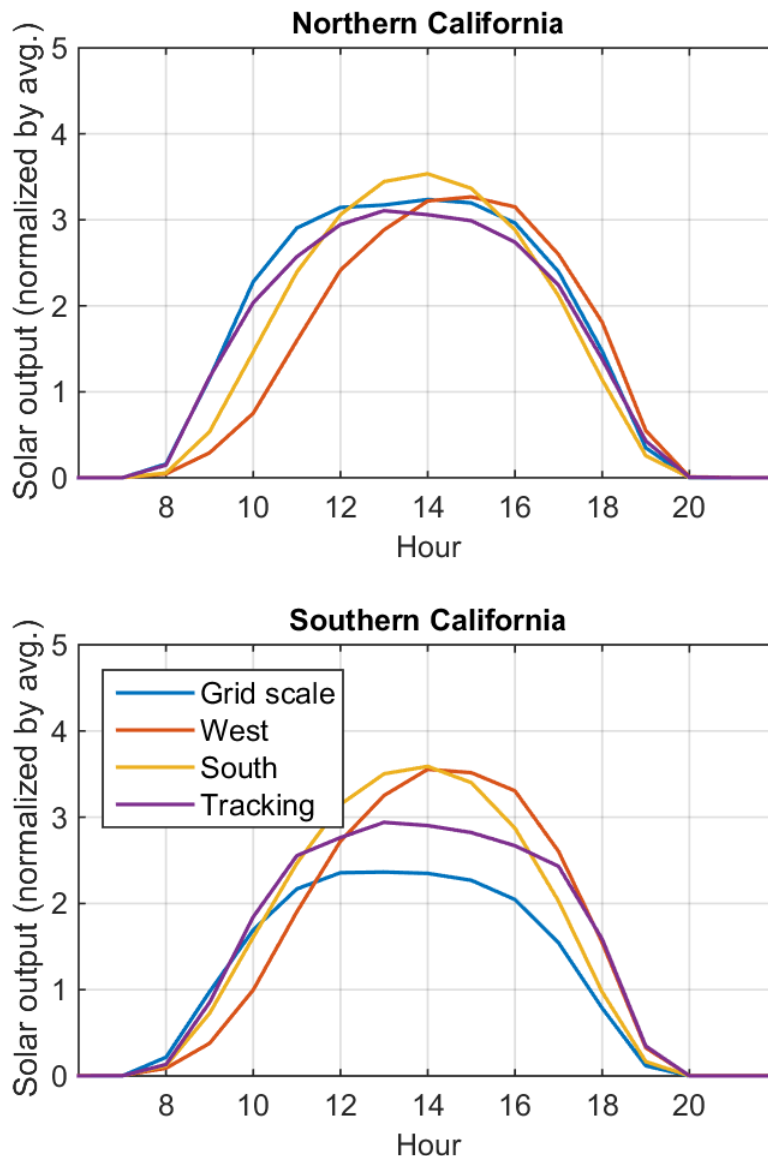 Northern California
Solar output (normalized by avg.)
5
4
3
2
1
0
8 10 12 14 16 18 20
Hour
Southern California
Solar output (normalized by avg.)
5
4
3
2
1
0
Grid scale
West
South
Tracking
8 10 12 14 16 18 20
Hour